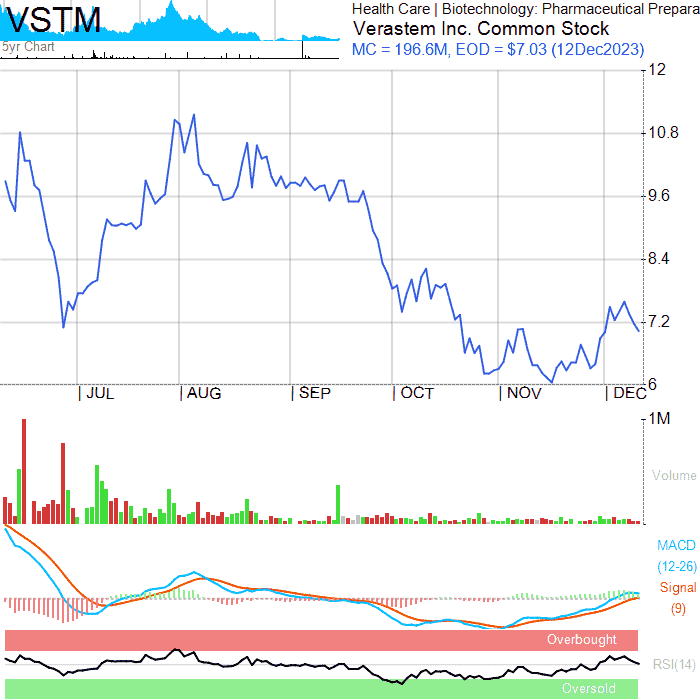 VSTM
5yr Chart
Health Care | Biotechnology: Pharmaceutical Prepara
Verastem Inc. Common Stock
MC = 196.6M, EOD = $7.03 (12Dec2023)
12
10.8
9.6
8.4
7.2
6
JUL
AUG
SEP
OCT
NOV
DEC
1M
Volume
MACD
(12-26)
Signal
(9)
Overbought
RSI(14)
Oversold